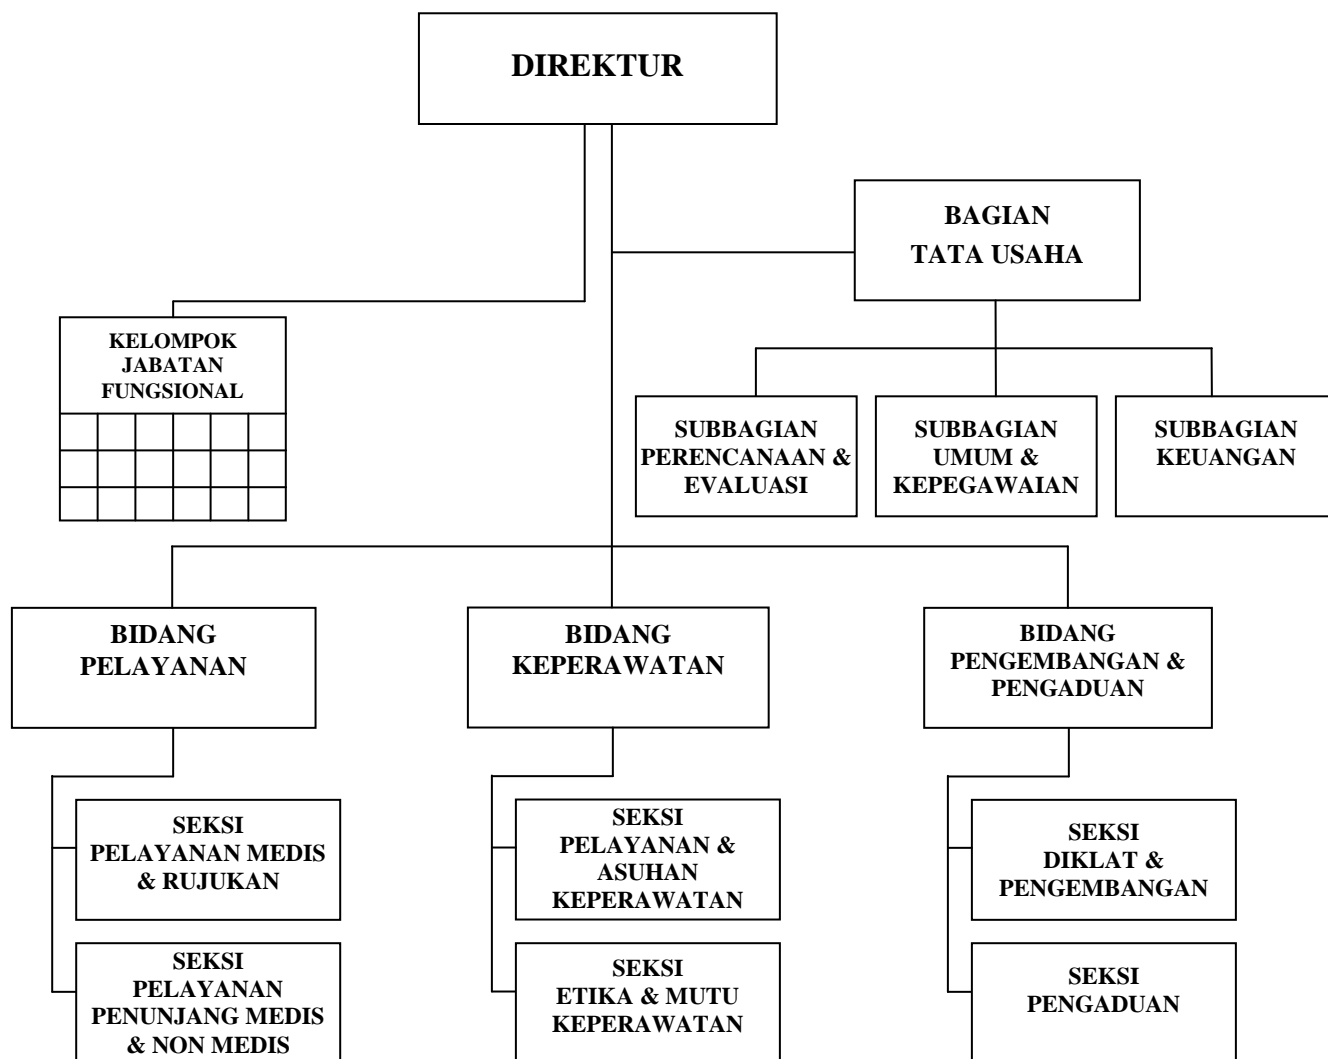 DIREKTUR
BAGIAN
TATA USAHA
KELOMPOK
JABATAN
FUNGSIONAL
SUBBAGIAN
PERENCANAAN &
EVALUASI
SUBBAGIAN
UMUM &
KEPEGAWAIAN
SUBBAGIAN
KEUANGAN
BIDANG
PELAYANAN
BIDANG
KEPERAWATAN
BIDANG
PENGEMBANGAN &
PENGADUAN
SEKSI
PELAYANAN MEDIS
& RUJUKAN
SEKSI
PELAYANAN &
ASUHAN
KEPERAWATAN
SEKSI
DIKLAT &
PENGEMBANGAN
SEKSI
PELAYANAN
PENUNJANG MEDIS
& NON MEDIS
SEKSI
ETIKA & MUTU
KEPERAWATAN
SEKSI
PENGADUAN